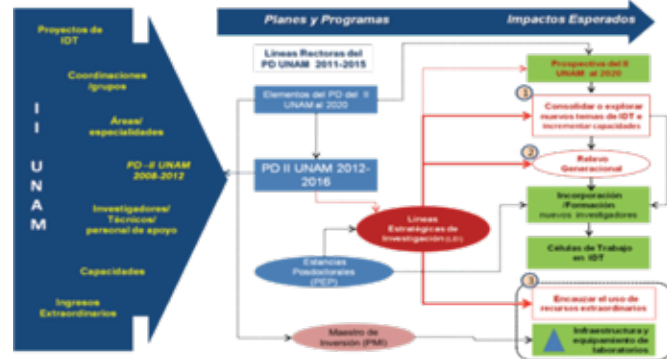 Planes y Programas
Impactos Esperados
Proyectos de
IDT
Coordinaciones
/grupos
Áreas/
especialidades
PD –II UNAM
2008-2012
Investigadores/
Técnicos/
personal de apoyo
Capacidades
Ingresos
Extraordinarios
II UNAM
Líneas Rectoras del
PD UNAM 2011-2015
Elementos del PD del II
UNAM al 2020
PD II UNAM 2012-
2016
Líneas
Estratégicas de
Investigación (LEI)
Estancias
Posdoctorales
(PEP)
Maestro de
Inversión (PMI)
Prospectiva del II
UNAM al 2020
1
Consolidar o explorar
nuevos temas de IDT e
incrementar capacidades
2
Relevo
Generacional
Incorporación
/Formación
nuevos investigadores
Células de Trabajo
en IDT
3
Encauzar el uso de
recursos extraordinarios
Infraestructura y
equipamiento de
laboratorios